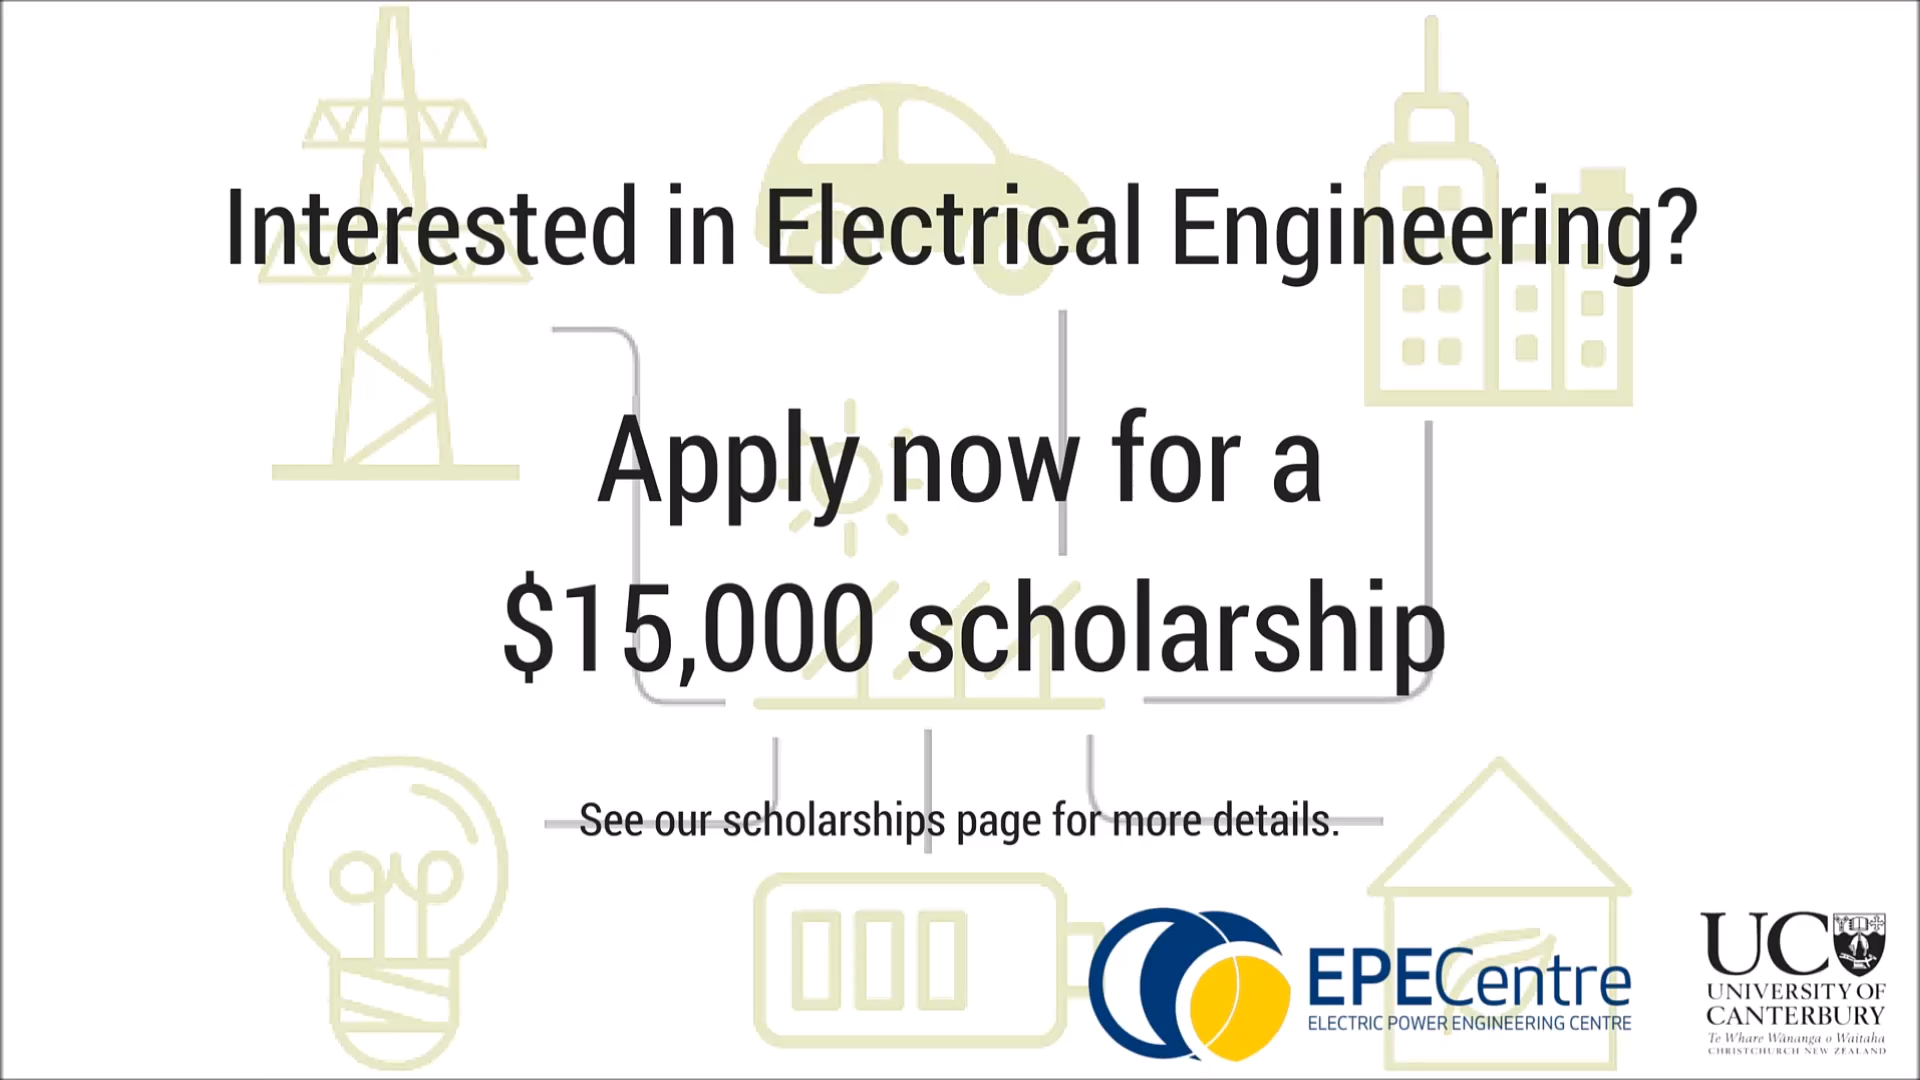 Interested in Electrical Engineering?
Apply now for a
$15,000 scholarship
See our scholarships page for more details.
EPECentre
ELECTRIC POWER ENGINEERING CENTRE
UC
UNIVERSITY OF
CANTERBURY
Te Whare Wānanga o Waitaha
CHRISTCHURCH NEW ZEALAND